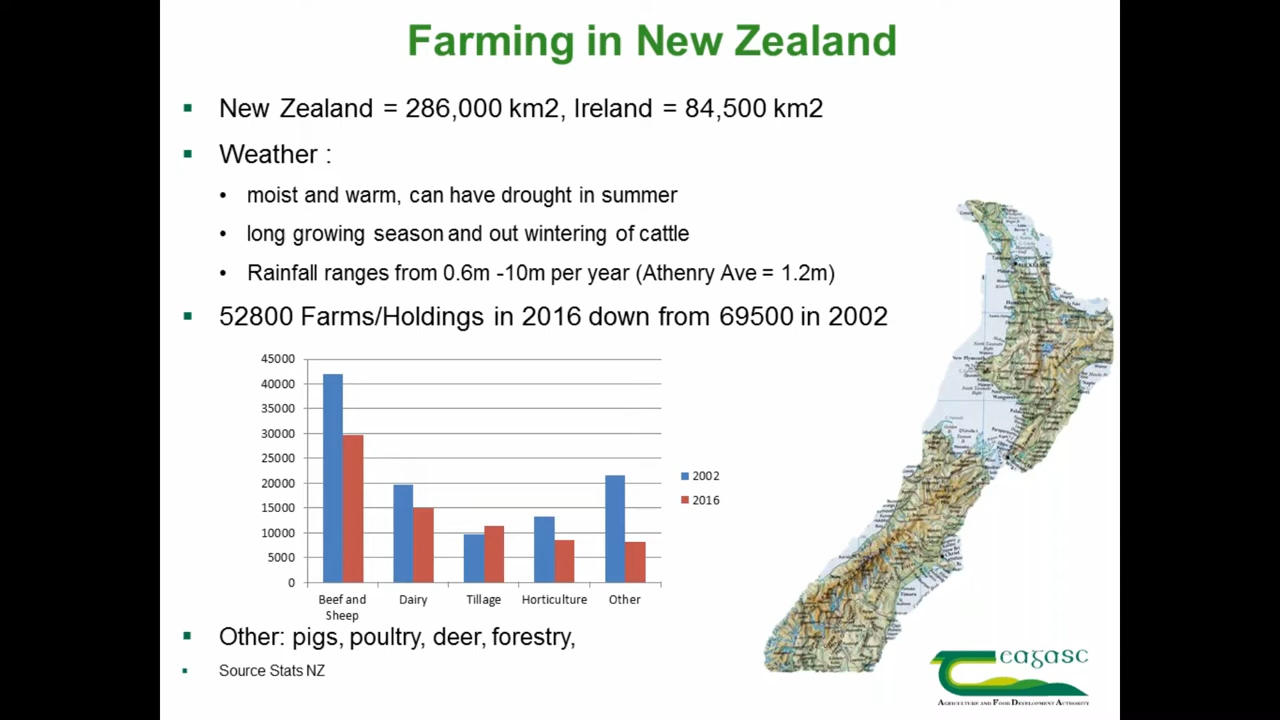 Farming in New Zealand
▪ New Zealand = 286,000 km2, Ireland = 84,500 km2
▪ Weather :
• moist and warm, can have drought in summer
• long growing season and out wintering of cattle
• Rainfall ranges from 0.6m -10m per year (Athenry Ave = 1.2m)
▪ 52800 Farms/Holdings in 2016 down from 69500 in 2002
45000
40000
35000
30000
25000
20000
15000
10000
5000
0
Beef and
Sheep
Dairy
Tillage
Horticulture
Other
2002
2016
▪ Other: pigs, poultry, deer, forestry,
▪ Source Stats NZ
Teagasc
AGRICULTURE AND FOOD DEVELOPMENT AUTHORITY